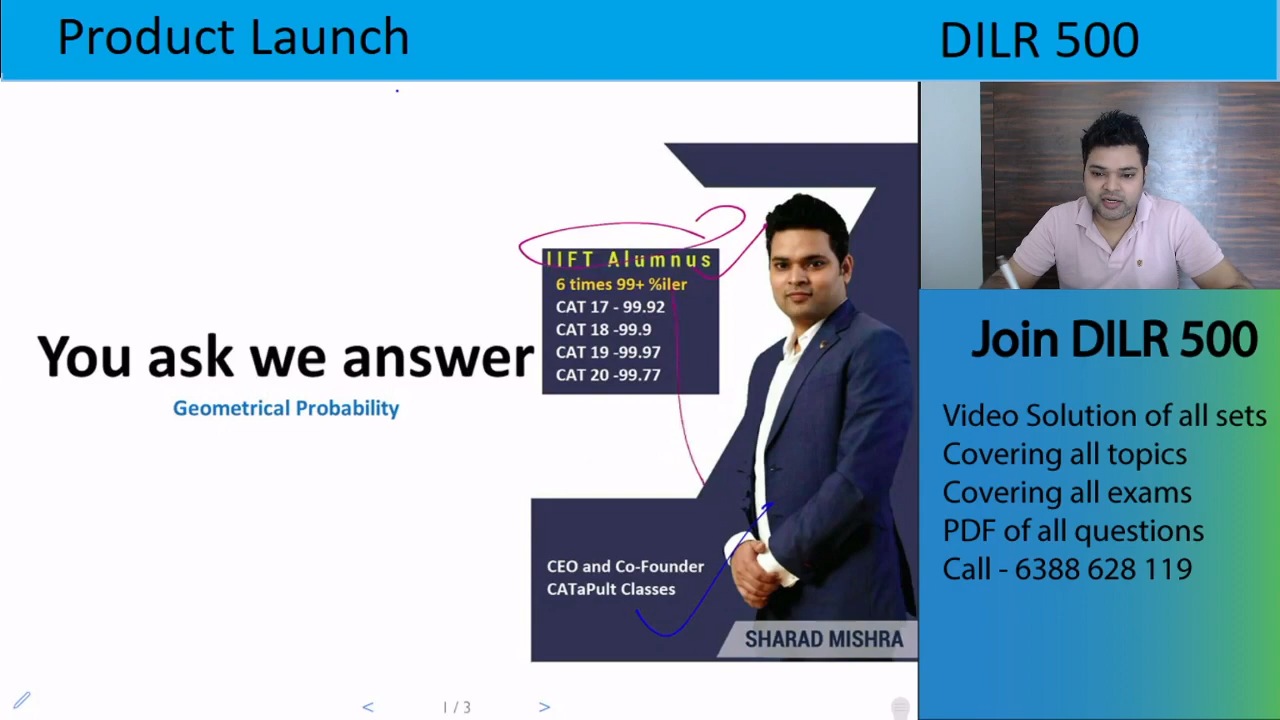 Product Launch
DILR 500
IIFT Alumnus
6 times 99+ %iler
CAT 17 - 99.92
CAT 18 -99.9
CAT 19 -99.97
CAT 20 -99.77
You ask we answer
Geometrical Probability
CEO and Co-Founder
CATaPult Classes
SHARAD MISHRA
Join DILR 500
Video Solution of all sets
Covering all topics
Covering all exams
PDF of all questions
Call - 6388 628 119
< 1 / 3 >